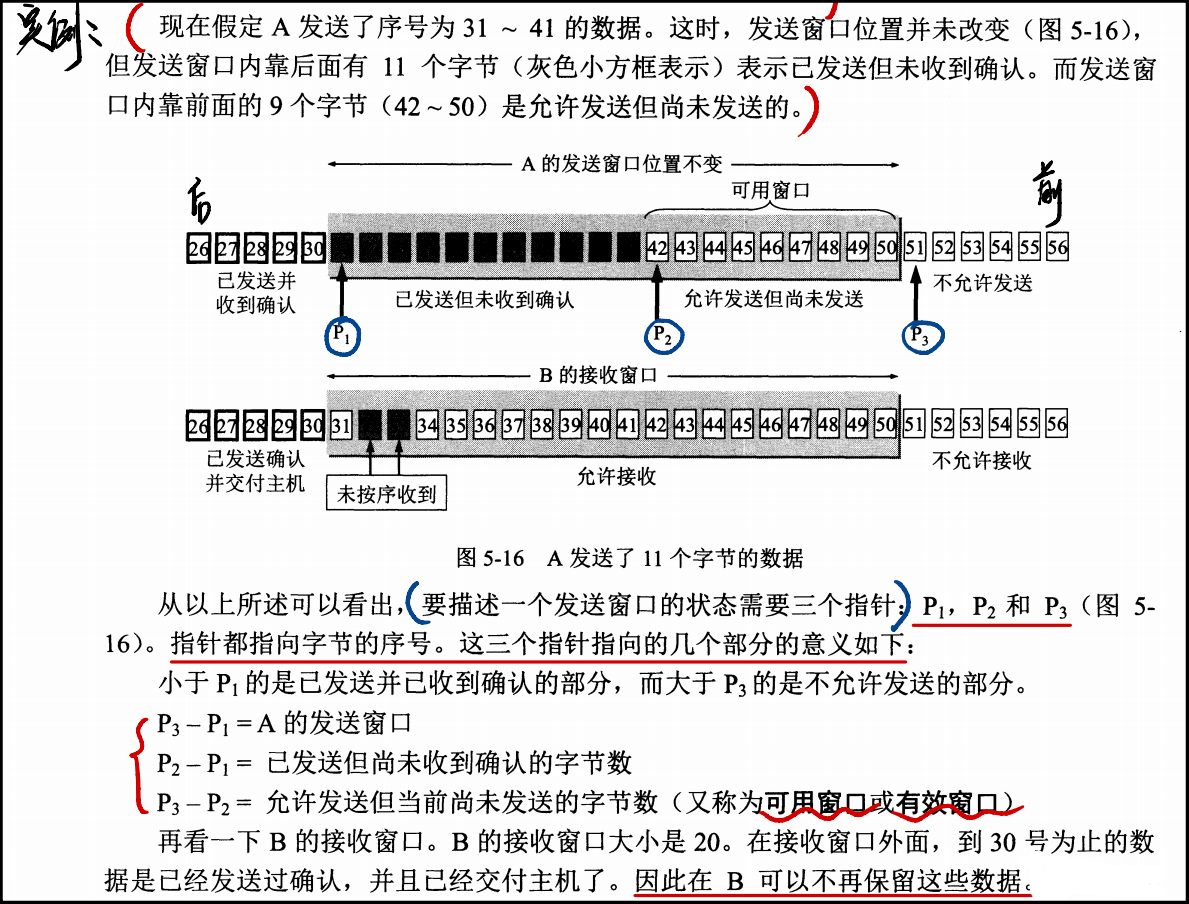 实例：
现在假定 A 发送了序号为 31 ~ 41 的数据。这时，发送窗口位置并未改变（图 5-16），
但发送窗口内靠后面有 11 个字节（灰色小方框表示）表示已发送但未收到确认。而发送窗
口内靠前面的 9 个字节（42 ~ 50）是允许发送但尚未发送的。
A 的发送窗口位置不变
可用窗口
后
前
26 27 28 29 30 42 43 44 45 46 47 48 49 50 51 52 53 54 55 56
已发送并
收到确认
已发送但未收到确认
允许发送但尚未发送
不允许发送
P1 P2 P3
B 的接收窗口
26 27 28 29 30 31 34 35 36 37 38 39 40 41 42 43 44 45 46 47 48 49 50 51 52 53 54 55 56
已发送确认
并交付主机
未按序收到
允许接收
不允许接收
图 5-16 A 发送了 11 个字节的数据
从以上所述可以看出，要描述一个发送窗口的状态需要三个指针：P1，P2 和 P3（图 5-
16）。指针都指向字节的序号。这三个指针指向的几个部分的意义如下：
小于 P1 的是已发送并已收到确认的部分，而大于 P3 的是不允许发送的部分。
P3 – P1 = A 的发送窗口
P2 – P1 = 已发送但尚未收到确认的字节数
P3 – P2 = 允许发送但当前尚未发送的字节数（又称为可用窗口或有效窗口）
再看一下 B 的接收窗口。B 的接收窗口大小是 20。在接收窗口外面，到 30 号为止的数
据是已经发送过确认，并且已经交付主机了。因此在 B 可以不再保留这些数据。